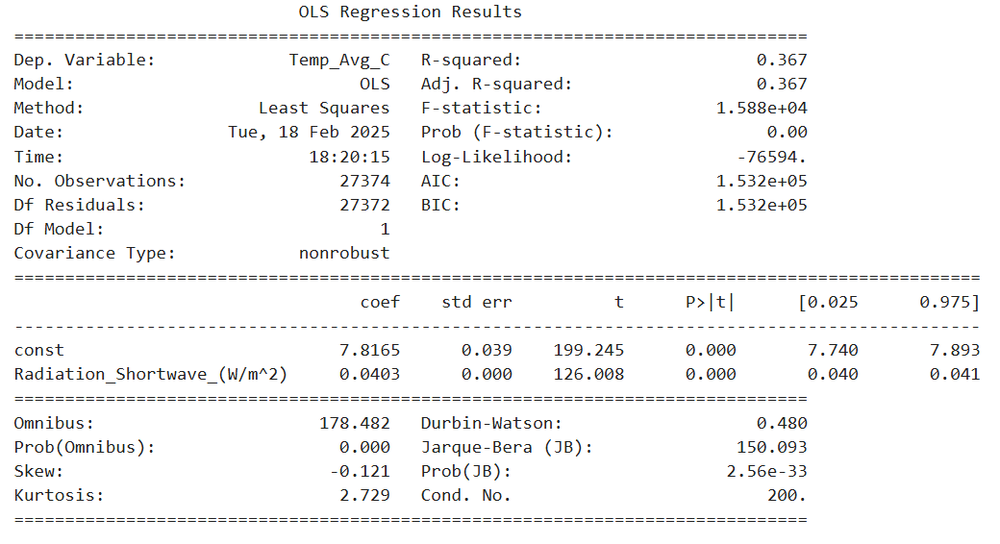 OLS Regression Results
==============================================================================
Dep. Variable: Temp_Avg_C R-squared: 0.367
Model: OLS Adj. R-squared: 0.367
Method: Least Squares F-statistic: 1.588e+04
Date: Tue, 18 Feb 2025 Prob (F-statistic): 0.00
Time: 18:20:15 Log-Likelihood: -76594.
No. Observations: 27374 AIC: 1.532e+05
Df Residuals: 27372 BIC: 1.532e+05
Df Model: 1
Covariance Type: nonrobust
===============================================================================================
coef std err t P>|t| [0.025 0.975]
-----------------------------------------------------------------------------------------------
const 7.8165 0.039 199.245 0.000 7.740 7.893
Radiation_Shortwave_(W/m^2) 0.0403 0.000 126.008 0.000 0.040 0.041
==============================================================================
Omnibus: 178.482 Durbin-Watson: 0.480
Prob(Omnibus): 0.000 Jarque-Bera (JB): 150.093
Skew: -0.121 Prob(JB): 2.56e-33
Kurtosis: 2.729 Cond. No. 200.
==============================================================================